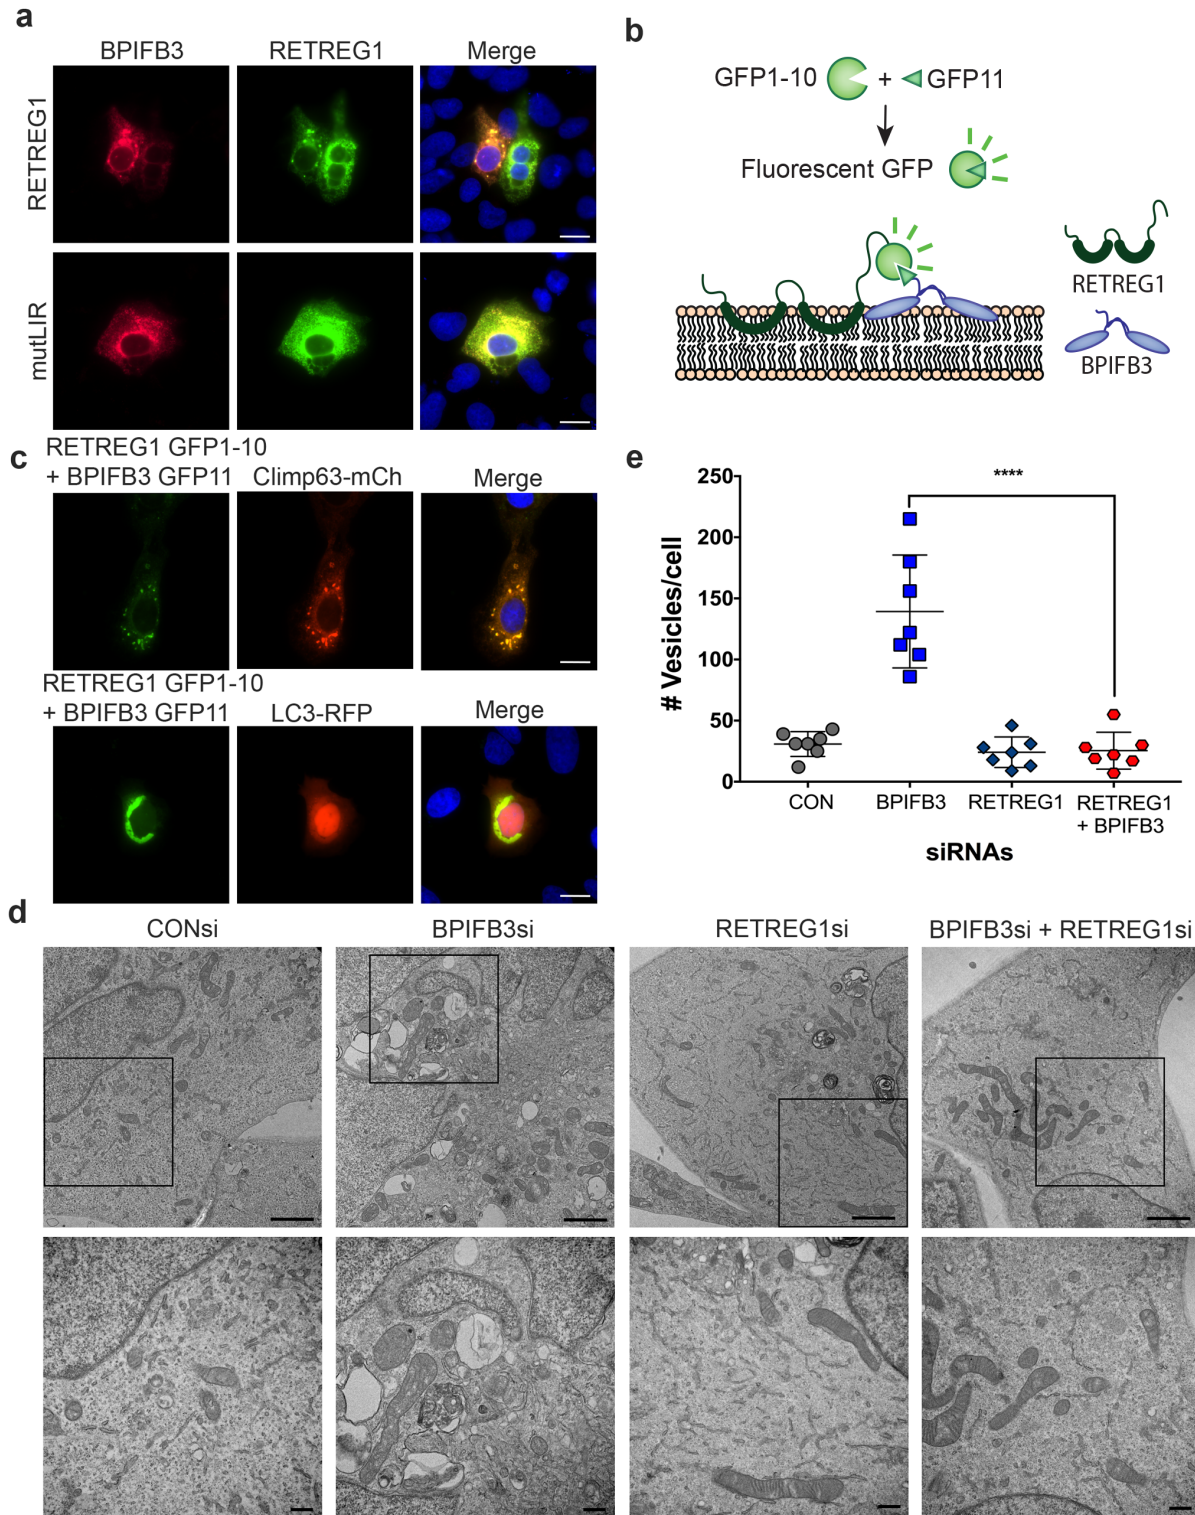 a
BPIFB3 RETREG1 Merge
RETREG1
mutLIR
b
GFP1-10 + GFP11
Fluorescent GFP
RETREG1
BPIFB3
c
RETREG1 GFP1-10
+ BPIFB3 GFP11 Climp63-mCh Merge
RETREG1 GFP1-10
+ BPIFB3 GFP11 LC3-RFP Merge
e
# Vesicles/cell
250
200
150
100
50
0
****
CON BPIFB3 RETREG1 RETREG1
+ BPIFB3
siRNAs
d
CONsi BPIFB3si RETREG1si BPIFB3si + RETREG1si